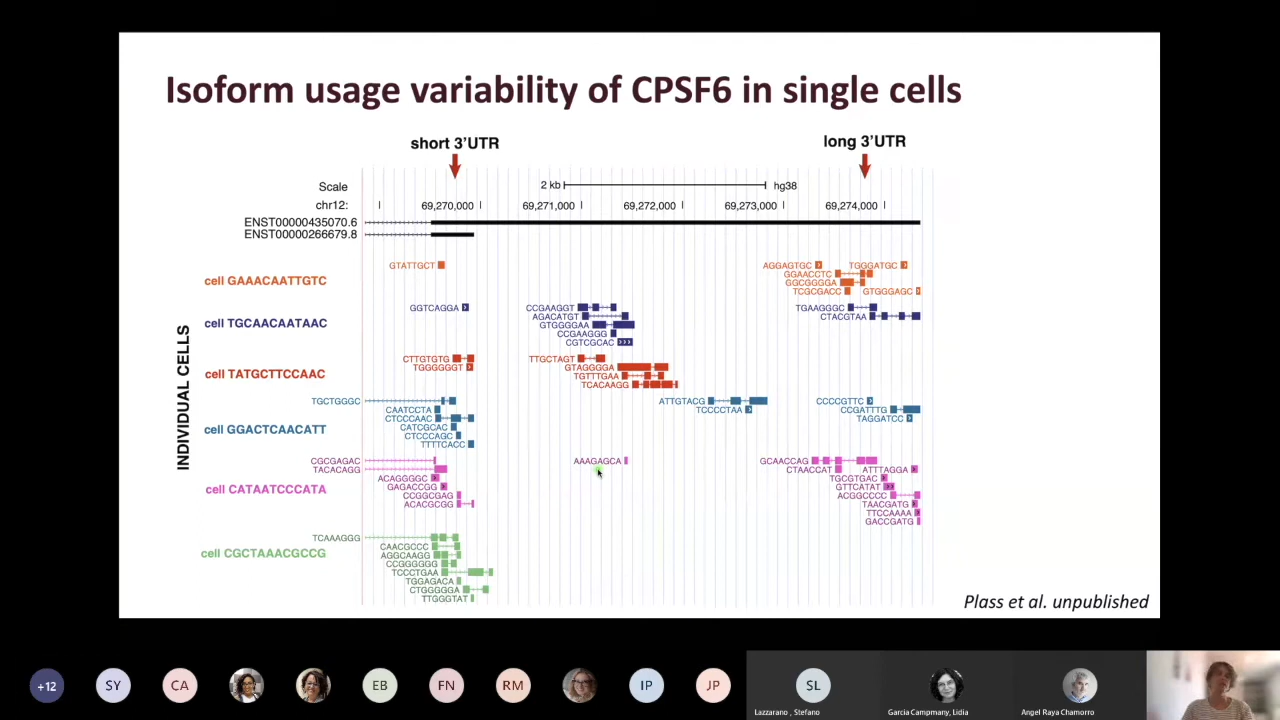 Isoform usage variability of CPSF6 in single cells
short 3'UTR
long 3'UTR
Scale
2 kb
hg38
chr12:
69,270,000
69,271,000
69,272,000
69,273,000
69,274,000
ENST00000435070.6
ENST00000266679.8
INDIVIDUAL CELLS
cell GAAACAATTGTC
GTATTGCT
AGGAGTGC
TGGGATGC
GGAACCTC
GGCGGGGA
TCGCGACC
GTGGGAGC
cell TGCAACAATAAC
GGTCAGGA
CCGAAGGT
AGACATGT
GTGGGGAA
CCGAAGGG
CGTCGCAC
TGAAGGGC
CTACGTAA
cell TATGCTTCCAAC
CTTGTGTG
TGGGGGGT
TTGCTAGT
GTAGGGGA
TGTTTGAA
TCACAAGG
cell GGACTCAACATT
TGCTGGGC
CAATCCTA
CTCCCAAC
CATCGCAC
CTCCCAGC
TTTTCACC
ATTGTACG
TCCCCTAA
CCCCGTTC
CCGATTTG
TAGGATCC
cell CATAATCCCATA
CGCGAGAC
TACACAGG
ACAGGGGC
GAGACCGG
CCGGCGAG
ACACGCGG
AAAGAGCA
GCAACCAG
CTAACCAT
ATTTAGGA
TGCGTGAC
GTTCATAT
ACGGCCCC
TAACGATG
TTCCAAAA
GACCGATG
cell CGCTAAACGCCG
TCAAAGGG
CAACGCCC
AGGCAAGG
CCGGGGGG
TCCCTGAA
TGGAGACA
CTGGGGGA
TTGGGTAT
Plass et al. unpublished
+12
SY
CA
EB
FN
RM
IP
JP
SL
Lazzarano , Stefano
Garcia Campmany, Lidia
Angel Raya Chamorro